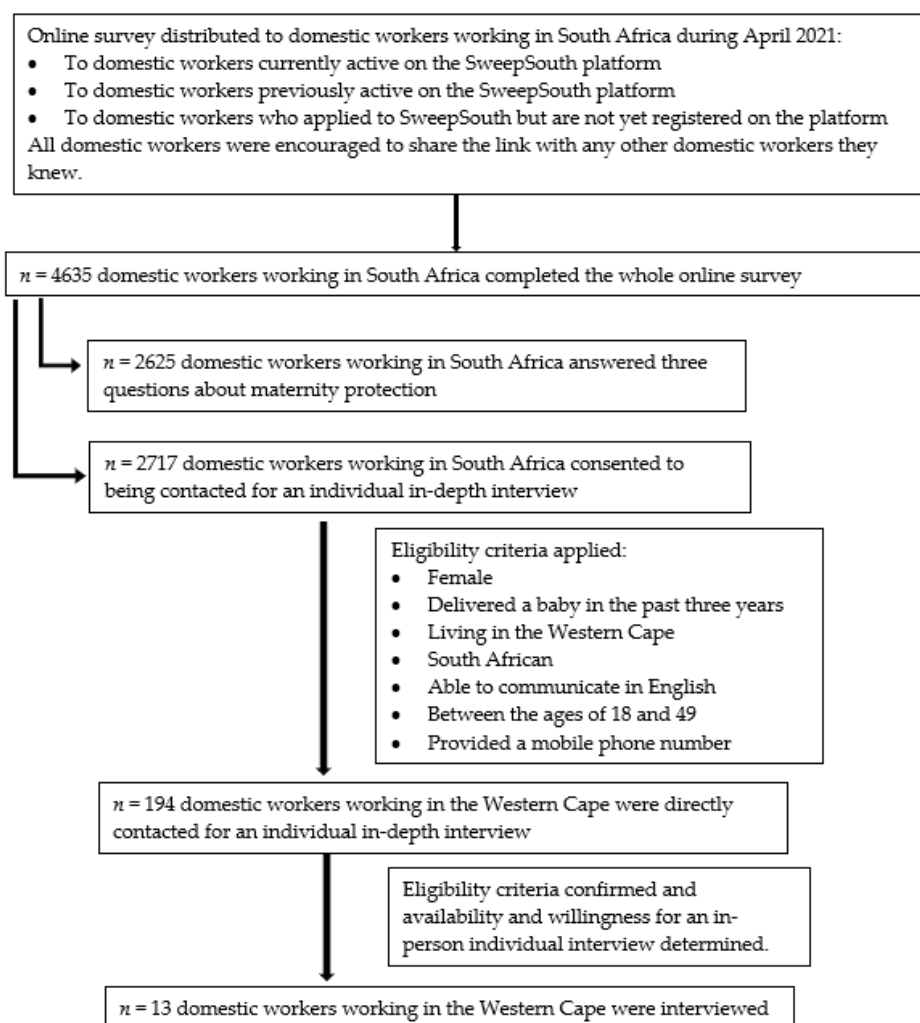 Online survey distributed to domestic workers working in South Africa during April 2021:
• To domestic workers currently active on the SweepSouth platform
• To domestic workers previously active on the SweepSouth platform
• To domestic workers who applied to SweepSouth but are not yet registered on the platform
All domestic workers were encouraged to share the link with any other domestic workers they
knew.
n = 4635 domestic workers working in South Africa completed the whole online survey
n = 2625 domestic workers working in South Africa answered three
questions about maternity protection
n = 2717 domestic workers working in South Africa consented to
being contacted for an individual in-depth interview
Eligibility criteria applied:
• Female
• Delivered a baby in the past three years
• Living in the Western Cape
• South African
• Able to communicate in English
• Between the ages of 18 and 49
• Provided a mobile phone number
n = 194 domestic workers working in the Western Cape were directly
contacted for an individual in-depth interview
Eligibility criteria confirmed and
availability and willingness for an in-
person individual interview determined.
n = 13 domestic workers working in the Western Cape were interviewed